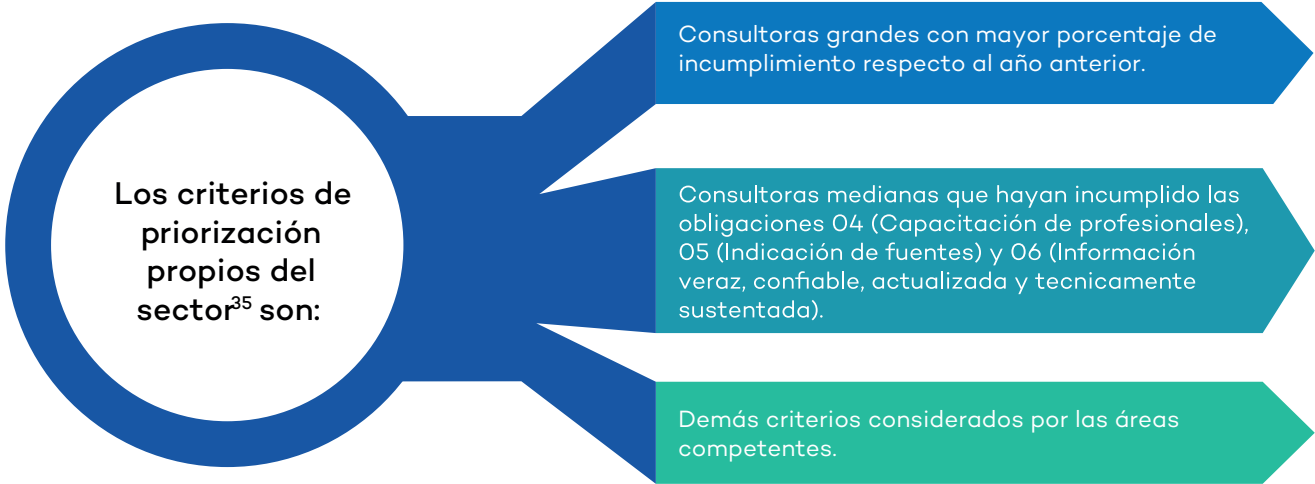 Los criterios de
priorización
propios del
sector³⁵ son:
Consultoras grandes con mayor porcentaje de
incumplimiento respecto al año anterior.
Consultoras medianas que hayan incumplido las
obligaciones 04 (Capacitación de profesionales),
05 (Indicación de fuentes) y 06 (Información
veraz, confiable, actualizada y tecnicamente
sustentada).
Demás criterios considerados por las áreas
competentes.